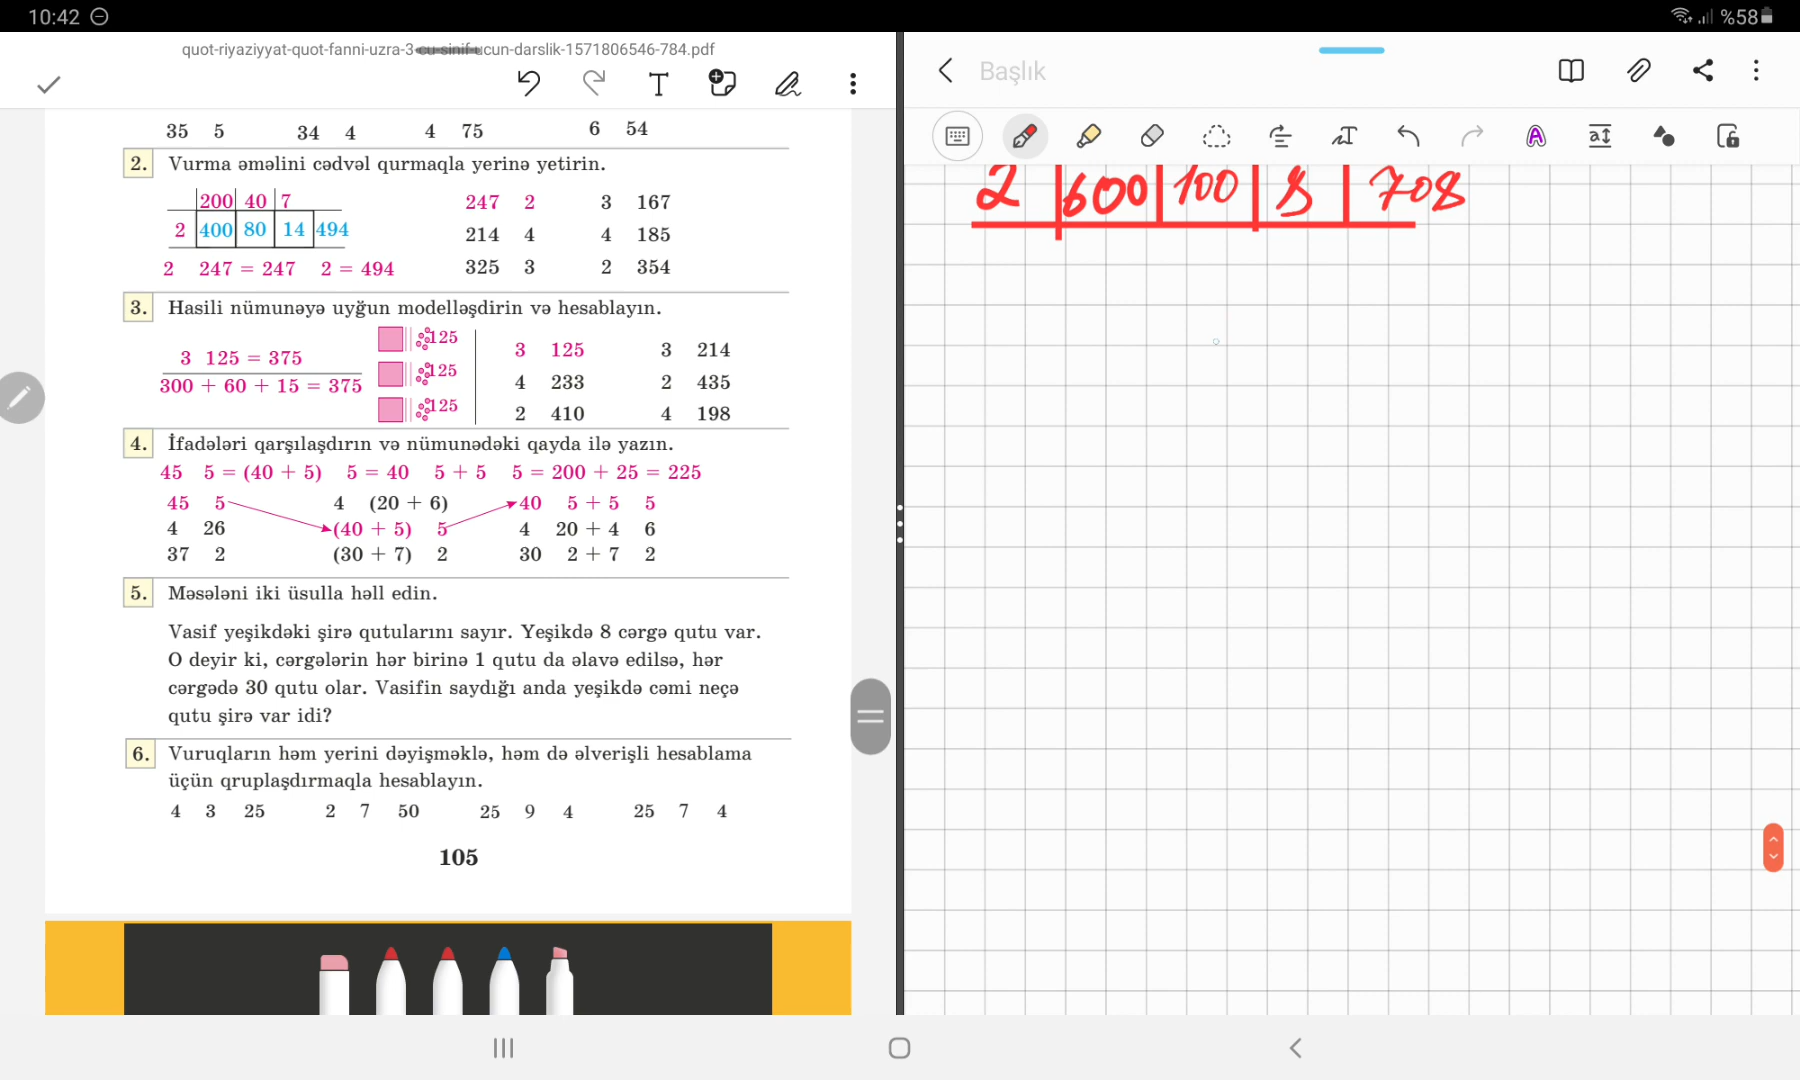 10:42
%58
quot-riyaziyyat-quot-fanni-uzra-3-cu-sinif-ucun-darslik-1571806546-784.pdf
Başlık
35 5 34 4 4 75 6 54
2. Vurma əməlini cədvəl qurmaqla yerinə yetirin.
200 40 7
2 400 80 14 494
2 247 = 247 2 = 494
247 2 3 167
214 4 4 185
325 3 2 354
3. Hasili nümunəyə uyğun modelləşdirin və hesablayın.
3 125 = 375
300 + 60 + 15 = 375
125
125
125
3 125 3 214
4 233 2 435
2 410 4 198
4. İfadələri qarşılaşdırın və nümunədəki qayda ilə yazın.
45 5 = (40 + 5) 5 = 40 5 + 5 5 = 200 + 25 = 225
45 5 4 (20 + 6) 40 5 + 5 5
4 26 (40 + 5) 5 4 20 + 4 6
37 2 (30 + 7) 2 30 2 + 7 2
5. Məsələni iki üsulla həll edin.
Vasif yeşikdəki şirə qutularını sayır. Yeşikdə 8 cərgə qutu var.
O deyir ki, cərgələrin hər birinə 1 qutu da əlavə edilsə, hər
cərgədə 30 qutu olar. Vasifin saydığı anda yeşikdə cəmi neçə
qutu şirə var idi?
6. Vuruqların həm yerini dəyişməklə, həm də əlverişli hesablama
üçün qruplaşdırmaqla hesablayın.
4 3 25 2 7 50 25 9 4 25 7 4
105
2 600 100 8 708